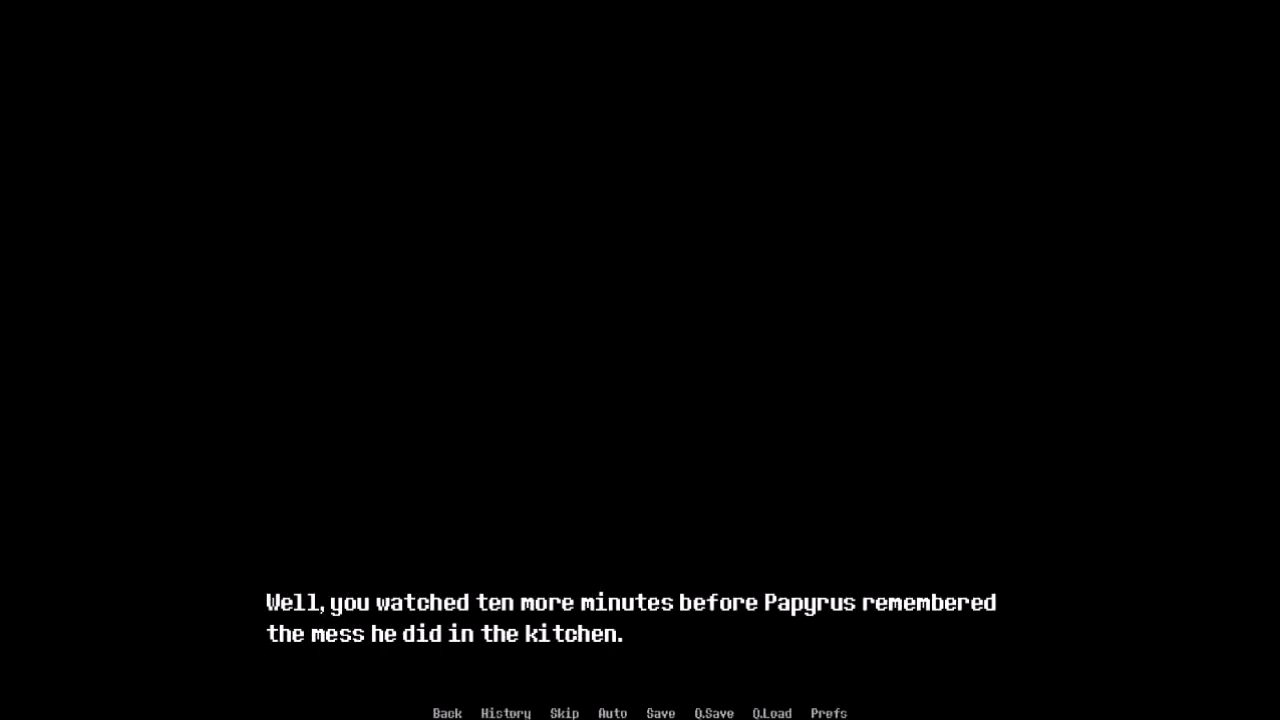 Well, you watched ten more minutes before Papyrus remembered
the mess he did in the kitchen.
Back History Skip Auto Save Q.Save Q.Load Prefs